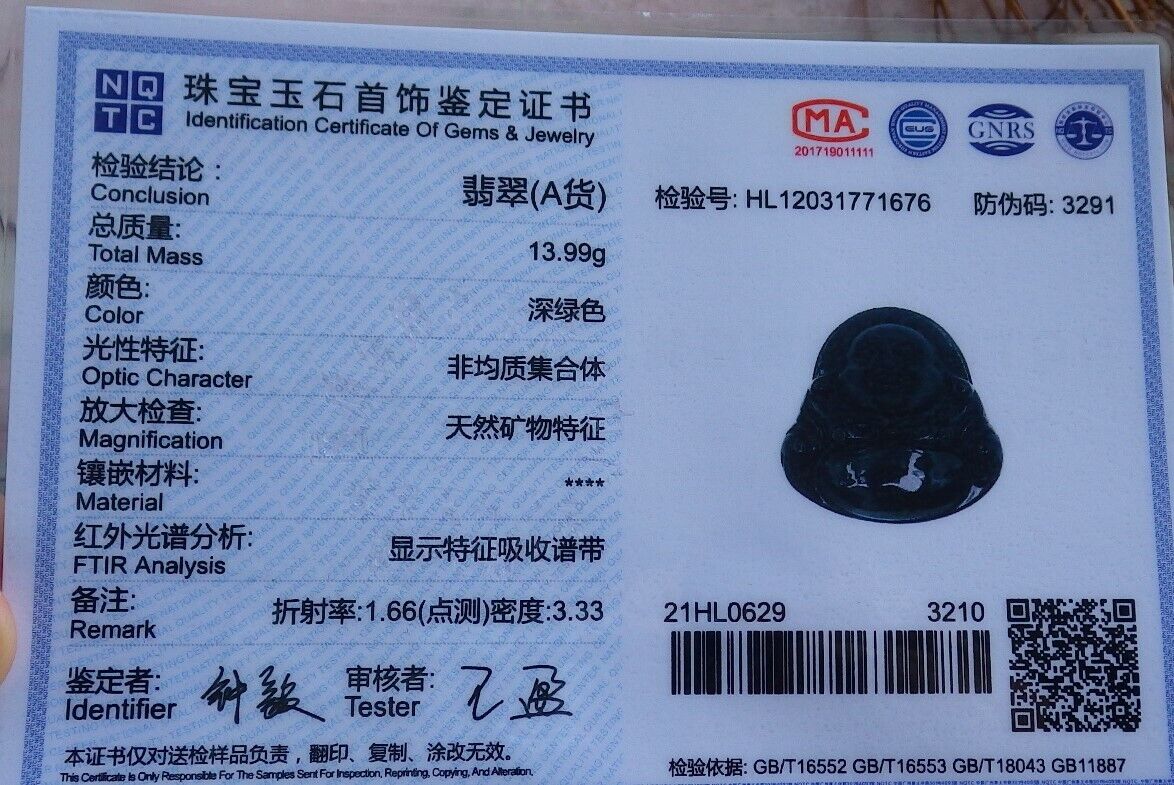 NQTC
珠宝玉石首饰鉴定证书
Identification Certificate Of Gems & Jewelry
检验结论：
Conclusion
翡翠(A货)
总质量:
Total Mass
13.99g
颜色:
Color
深绿色
光性特征:
Optic Character
非均质集合体
放大检查:
Magnification
天然矿物特征
镶嵌材料:
Material
****
红外光谱分析:
FTIR Analysis
显示特征吸收谱带
备注:
Remark
折射率:1.66(点测)密度:3.33
鉴定者:
Identifier
审核者:
Tester
本证书仅对送检样品负责，翻印、复制、涂改无效。
This Certificate Is Only Responsible For The Samples Sent For Inspection, Reprinting, Copying, And Alteration.
MA
201719011111
EUS
GNRS
检验号: HL12031771676 防伪码: 3291
21HL0629 3210
检验依据: GB/T16552 GB/T16553 GB/T18043 GB11887